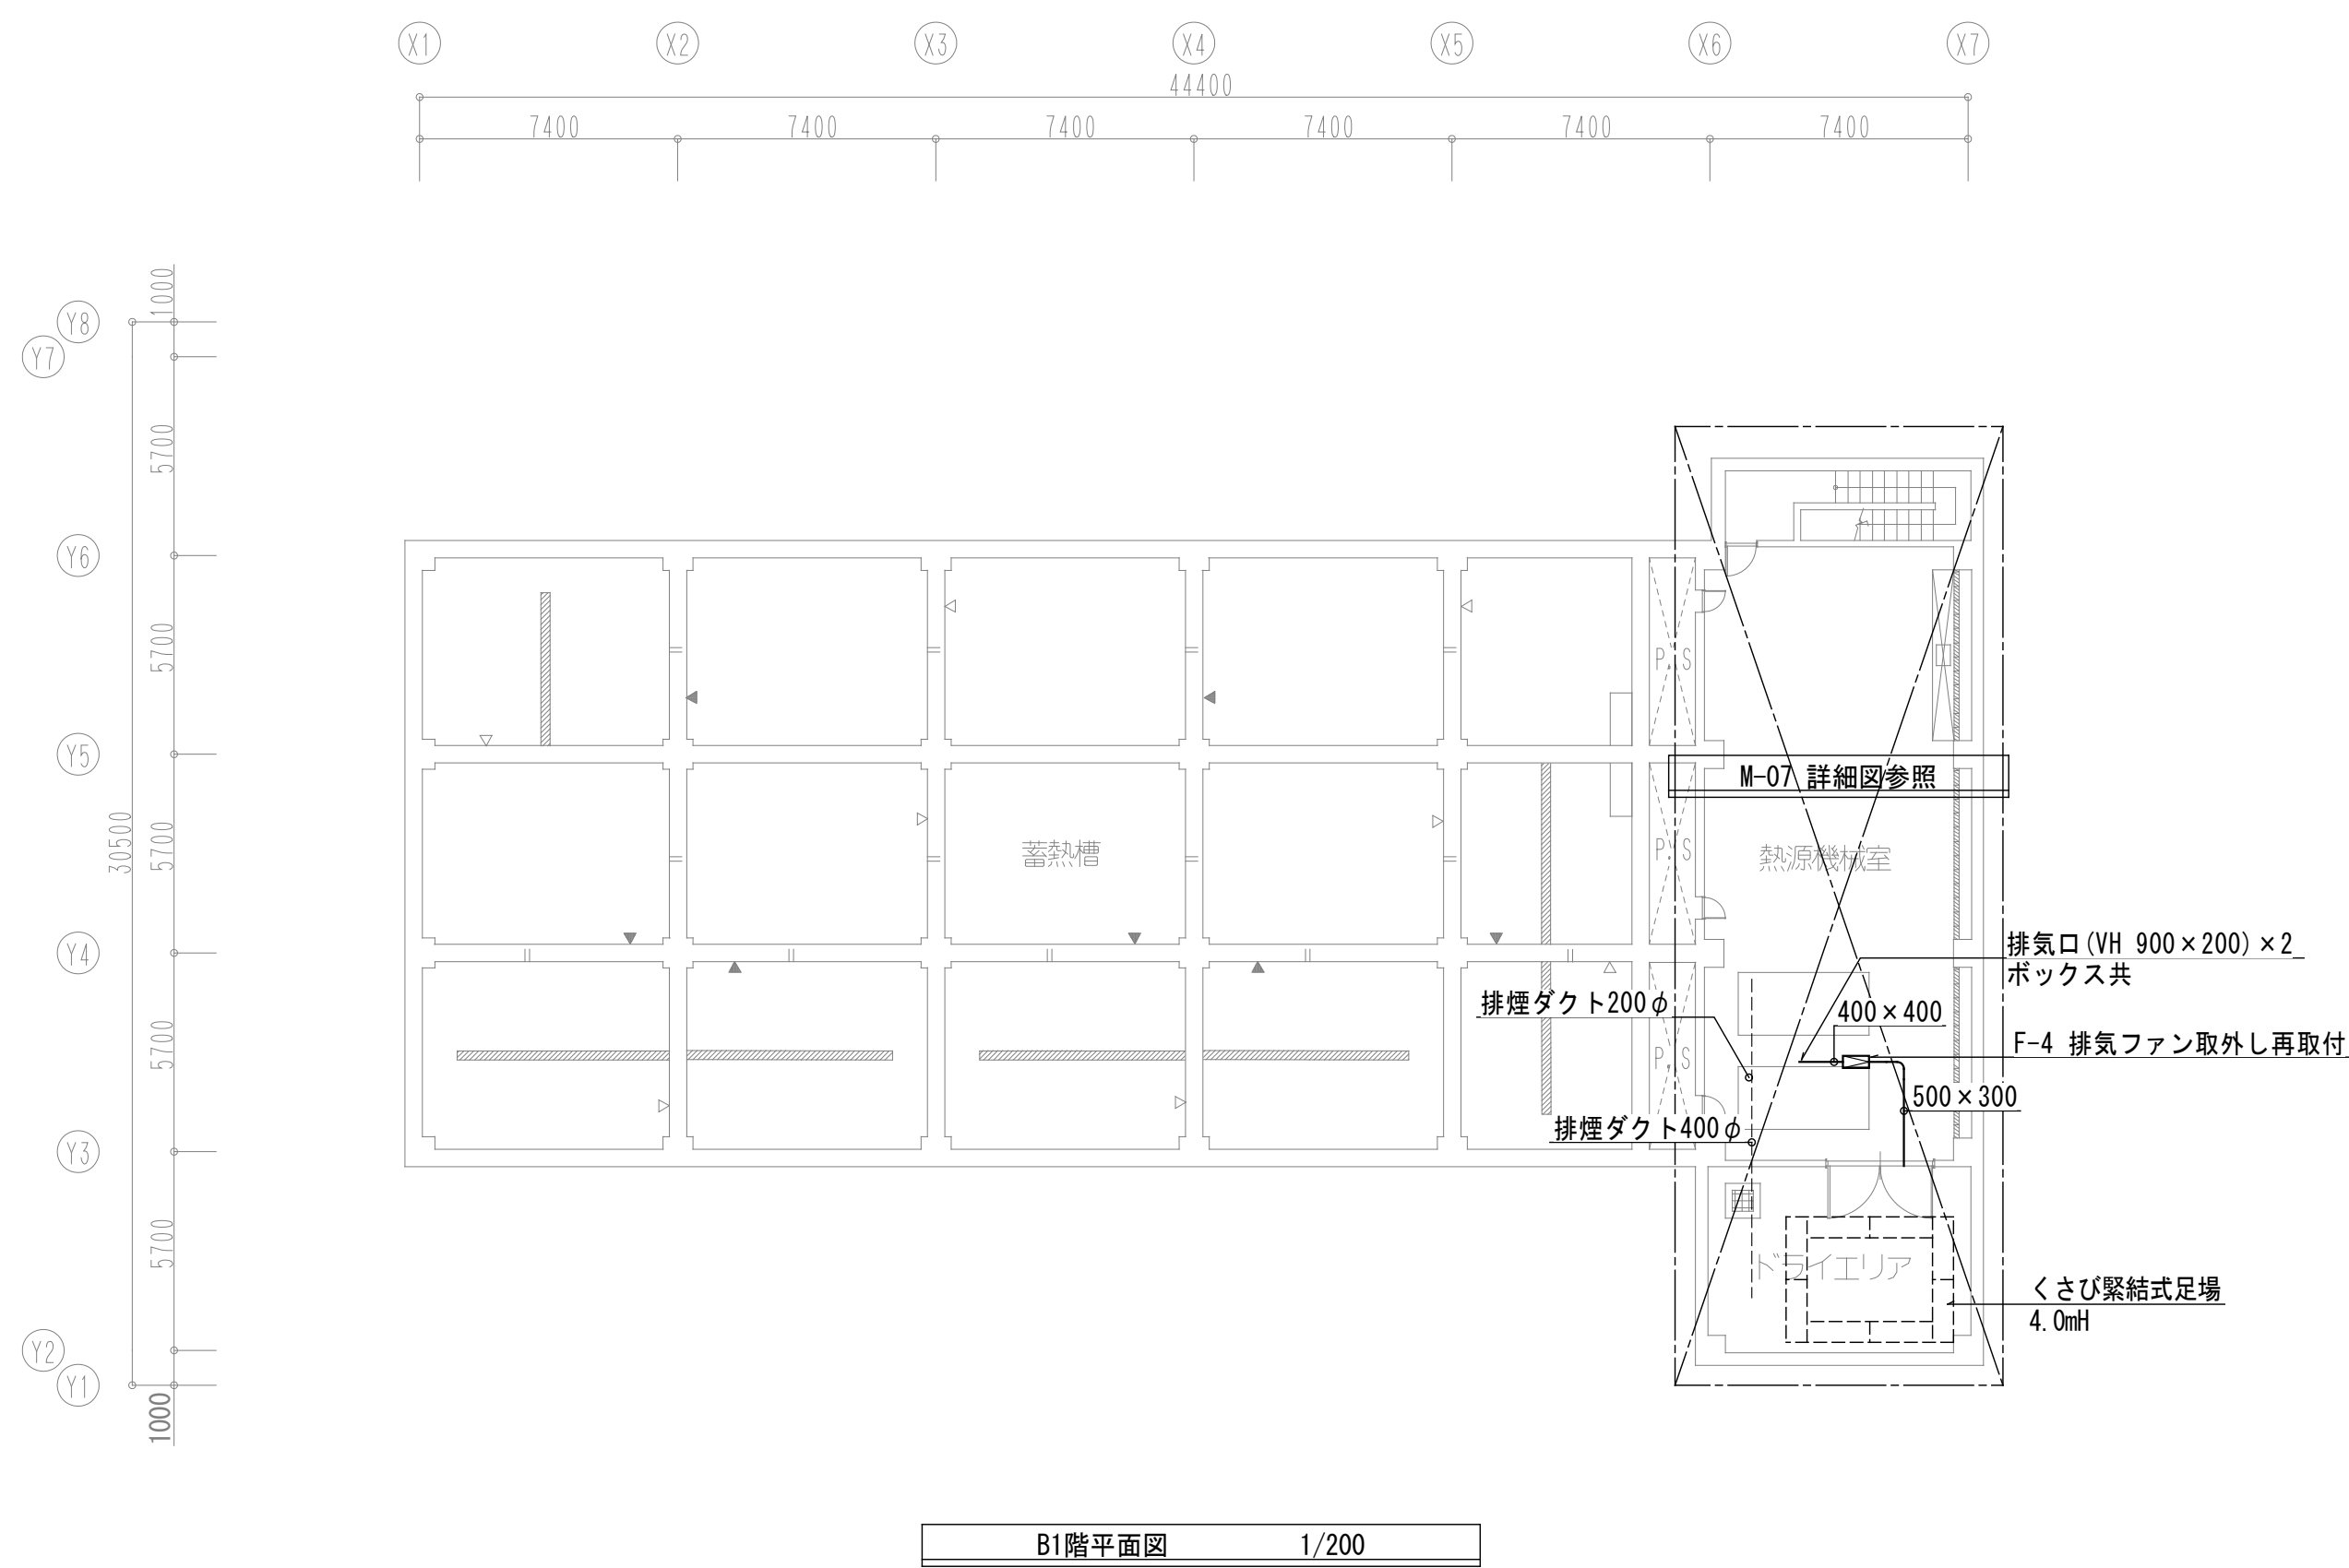 X1
X2
X3
X4
X5
X6
X7
44400
7400
7400
7400
7400
7400
7400
1000
Y8
Y7
5700
Y6
5700
Y5
30500
5700
Y4
5700
Y3
5700
Y2
Y1
1000
P.S
M-07 詳細図参照
蓄熱槽
P.S
熱源機械室
排気口(VH 900×200)×2
ボックス共
排煙ダクト200φ
400×400
F-4 排気ファン取外し再取付
P.S
500×300
排煙ダクト400φ
ドライエリア
くさび緊結式足場
4.0mH
B1階平面図 1/200